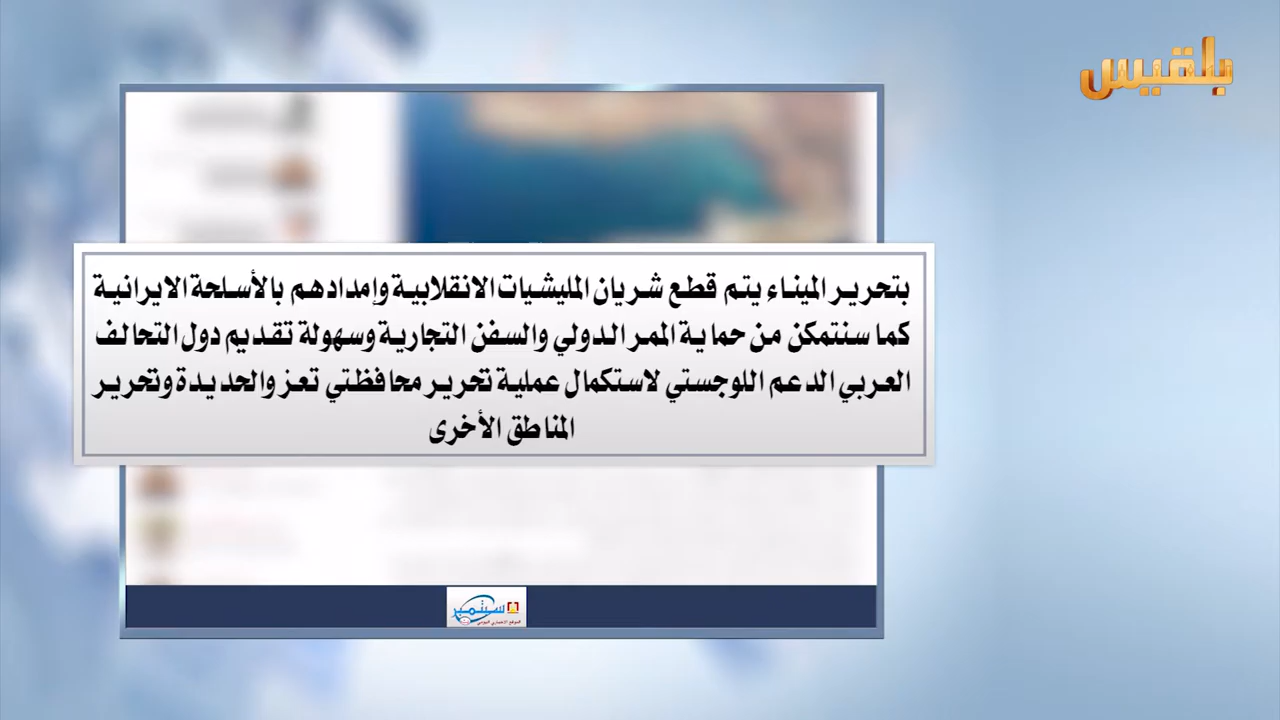 بلقيس
بتحرير الميناء يتم قطع شريان المليشيات الانقلابية وإمدادهم بالأسلحة الايرانية
كما سنتمكن من حماية الممر الدولي والسفن التجارية وسهولة تقديم دول التحالف
العربي الدعم اللوجستي لاستكمال عملية تحرير محافظتي تعز والحديدة وتحرير
المناطق الأخرى
سبتمبر